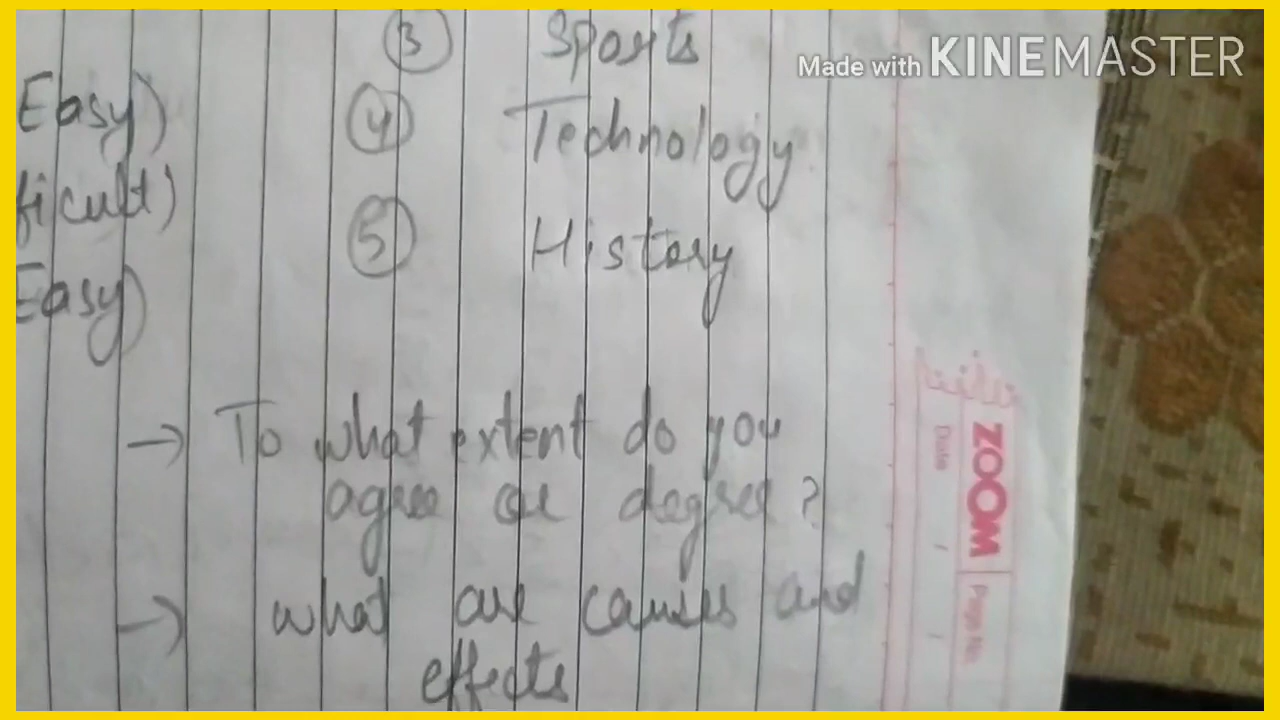 ③ Sports
Made with KINEMASTER
Easy) ④ Technology
ficult)
⑤ History
Easy)
→ To what extent do you
agree or degree?
→ what are causes and
effects
ZOOM
Date / /
Page No.